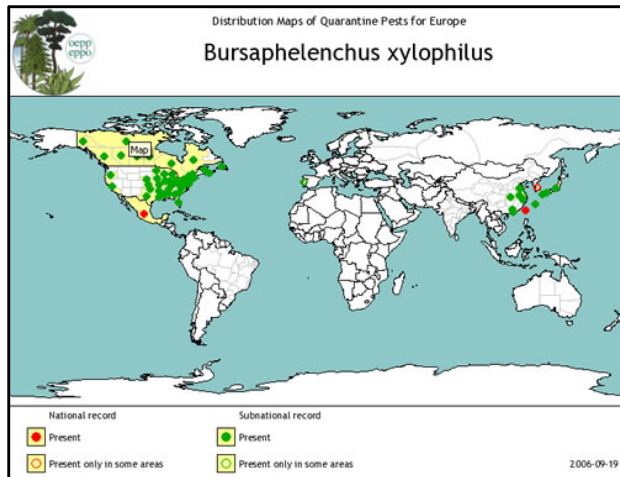 Distribution Maps of Quarantine Pests for Europe
oepp
eppo
Bursaphelenchus xylophilus
Map
National record
Subnational record
Present
Present
Present only in some areas
Present only in some areas
2006-09-19